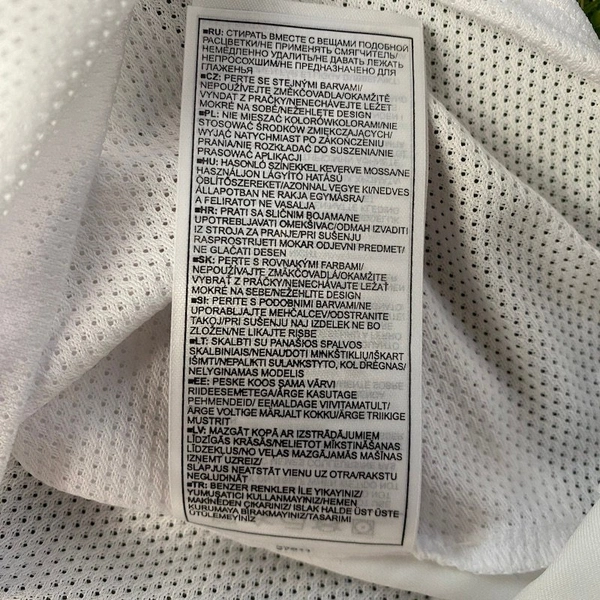 ■RU: СТИРАТЬ ВМЕСТЕ С ВЕЩАМИ ПОДОБНОЙ
РАСЦВЕТКИ/НЕ ПРИМЕНЯТЬ СМЯГЧИТЕЛЬ/
НЕМЕДЛЕННО УДАЛИТЬ/НЕ ДАВАТЬ ЛЕЖАТЬ
НЕПРОСОХШИМ/НЕ ПРЕДНАЗНАЧЕНО ДЛЯ
ГЛАЖЕНЬЯ
■CZ: PERTE SE STEJNÝMI BARVAMI/
NEPOUŽÍVEJTE ZMĚKČOVADLA/OKAMŽITĚ
VYNDAT Z PRAČKY/NENECHÁVEJTE LEŽET
MOKRÉ NA SOBĚ/NEŽEHLETE DESIGN
■PL: NIE MIESZAĆ KOLORÓWKOLORAMI/NIE
STOSOWAĆ ŚRODKÓW ZMIĘKCZAJĄCYCH/
WYJĄĆ NATYCHMIAST PO ZAKOŃCZENIU
PRANIA/NIE ROZKŁADAĆ DO SUSZENIA/NIE
PRASOWAĆ APLIKACJI
■HU: HASONLÓ SZÍNEKKEL KEVERVE MOSSA/NE
HASZNÁLJON LÁGYÍTÓ HATÁSÚ
ÖBLÍTŐSZEREKET/AZONNAL VEGYE KI/NEDVES
ÁLLAPOTBAN NE RAKJA EGYMÁSRA/
A FELIRATOT NE VASALJA
■HR: PRATI SA SLIČNIM BOJAMA/NE
UPOTREBLJAVATI OMEKŠIVAC/ODMAH IZVADITI
IZ STROJA ZA PRANJE/PRI SUŠENJU
RASPROSTRIJETI MOKAR ODJEVNI PREDMET/
NE GLAČATI DESEN
■SK: PERTE S ROVNAKÝMI FARBAMI/
NEPOUŽÍVAJTE ZMÄKČOVADLÁ/OKAMŽITE
VYBRAŤ Z PRÁČKY/NENECHÁVAJTE LEŽAŤ
MOKRÉ NA SEBE/NEŽEHLITE DESIGN
■SI: PERITE S PODOBNIMI BARVAMI/NE
UPORABLJAJTE MEHČALCEV/ODSTRANITE
TAKOJ/PRI SUŠENJU NAJ IZDELEK NE BO
ZLOŽEN/NE LIKAJTE RISBE
■LT: SKALBTI SU PANAŠIOS SPALVOS
SKALBINIAIS/NENAUDOTI MINKŠTIKLIŲ/IŠKART
IŠIMTI/NEPALIKTI SULANKSTYTO, KOL DRĖGNAS/
NELYGINAMAS MODELIS
■EE: PESKE KOOS SAMA VÄRVI
RIIDEESEMETEGA/ÄRGE KASUTAGE
PEHMENDEID/ EEMALDAGE VIIVITAMATULT/
ÄRGE VOLTIGE MÄRJALT KOKKU/ÄRGE TRIIKIGE
MUSTRIT
■LV: MAZGĀT KOPĀ AR IZSTRĀDĀJUMIEM
LĪDZĪGĀS KRĀSĀS/NELIETOT MĪKSTINĀŠANAS
LĪDZEKĻUS/NO VEĻAS MAZGĀJAMĀS MAŠĪNAS
IZŅEMT UZREIZ/
SLAPJUS NEATSTĀT VIENU UZ OTRA/RAKSTU
NEGLUDINĀT
■TR: BENZER RENKLER İLE YIKAYINIZ/
YUMUŞATICI KULLANMAYINIZ/HEMEN
MAKİNEDEN ÇIKARINIZ/ ISLAK HALDE ÜST ÜSTE
KURUMAYA BIRAKMAYINIZ/TASARIMI
ÜTÜLEMEYİNİZ